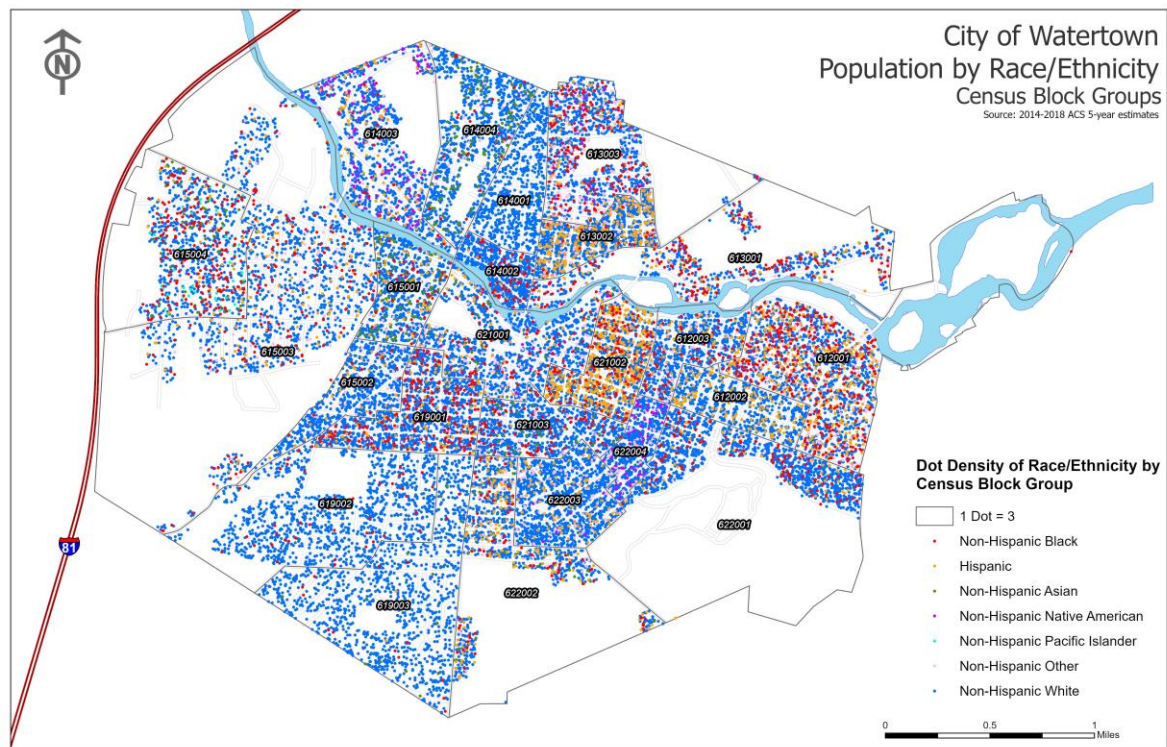 N
City of Watertown
Population by Race/Ethnicity
Census Block Groups
Source: 2014-2018 ACS 5-year estimates
614003
614004
613003
614001
613002
615004
613001
614002
615001
621001
612003
615003
621002
612001
615002
612002
619001
621003
622004
619002
622003
622001
81
622002
619003
Dot Density of Race/Ethnicity by
Census Block Group
1 Dot = 3
Non-Hispanic Black
Hispanic
Non-Hispanic Asian
Non-Hispanic Native American
Non-Hispanic Pacific Islander
Non-Hispanic Other
Non-Hispanic White
0 0.5 1
Miles